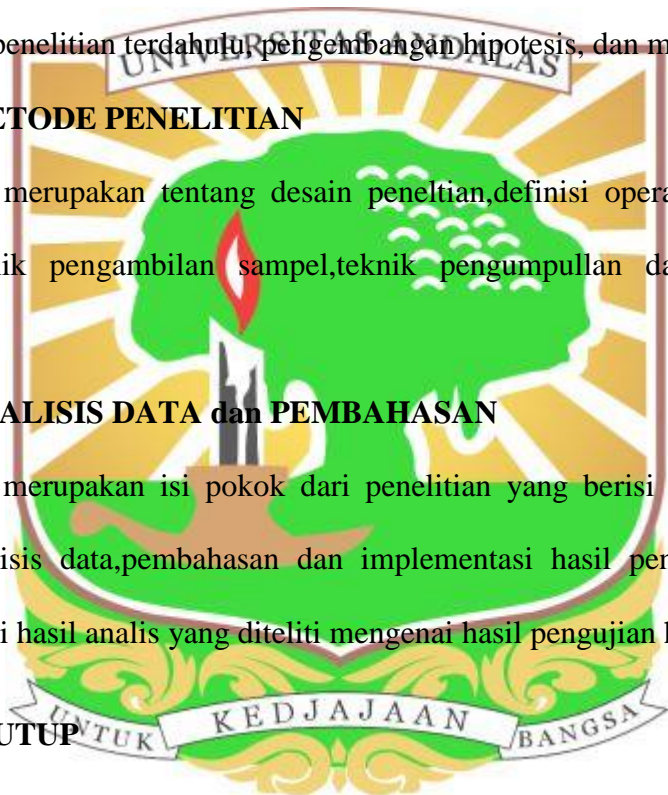 UNIVERSITAS ANDALAS
penelitian terdahulu, pengembangan hipotesis, dan m
ETODE PENELITIAN
merupakan tentang desain peneltian,definisi opera
ik pengambilan sampel,teknik pengumpullan da
ALISIS DATA dan PEMBAHASAN
merupakan isi pokok dari penelitian yang berisi
isis data,pembahasan dan implementasi hasil pen
i hasil analis yang diteliti mengenai hasil pengujian h
UTUP
UNTUK KEDJAJAAN BANGSA